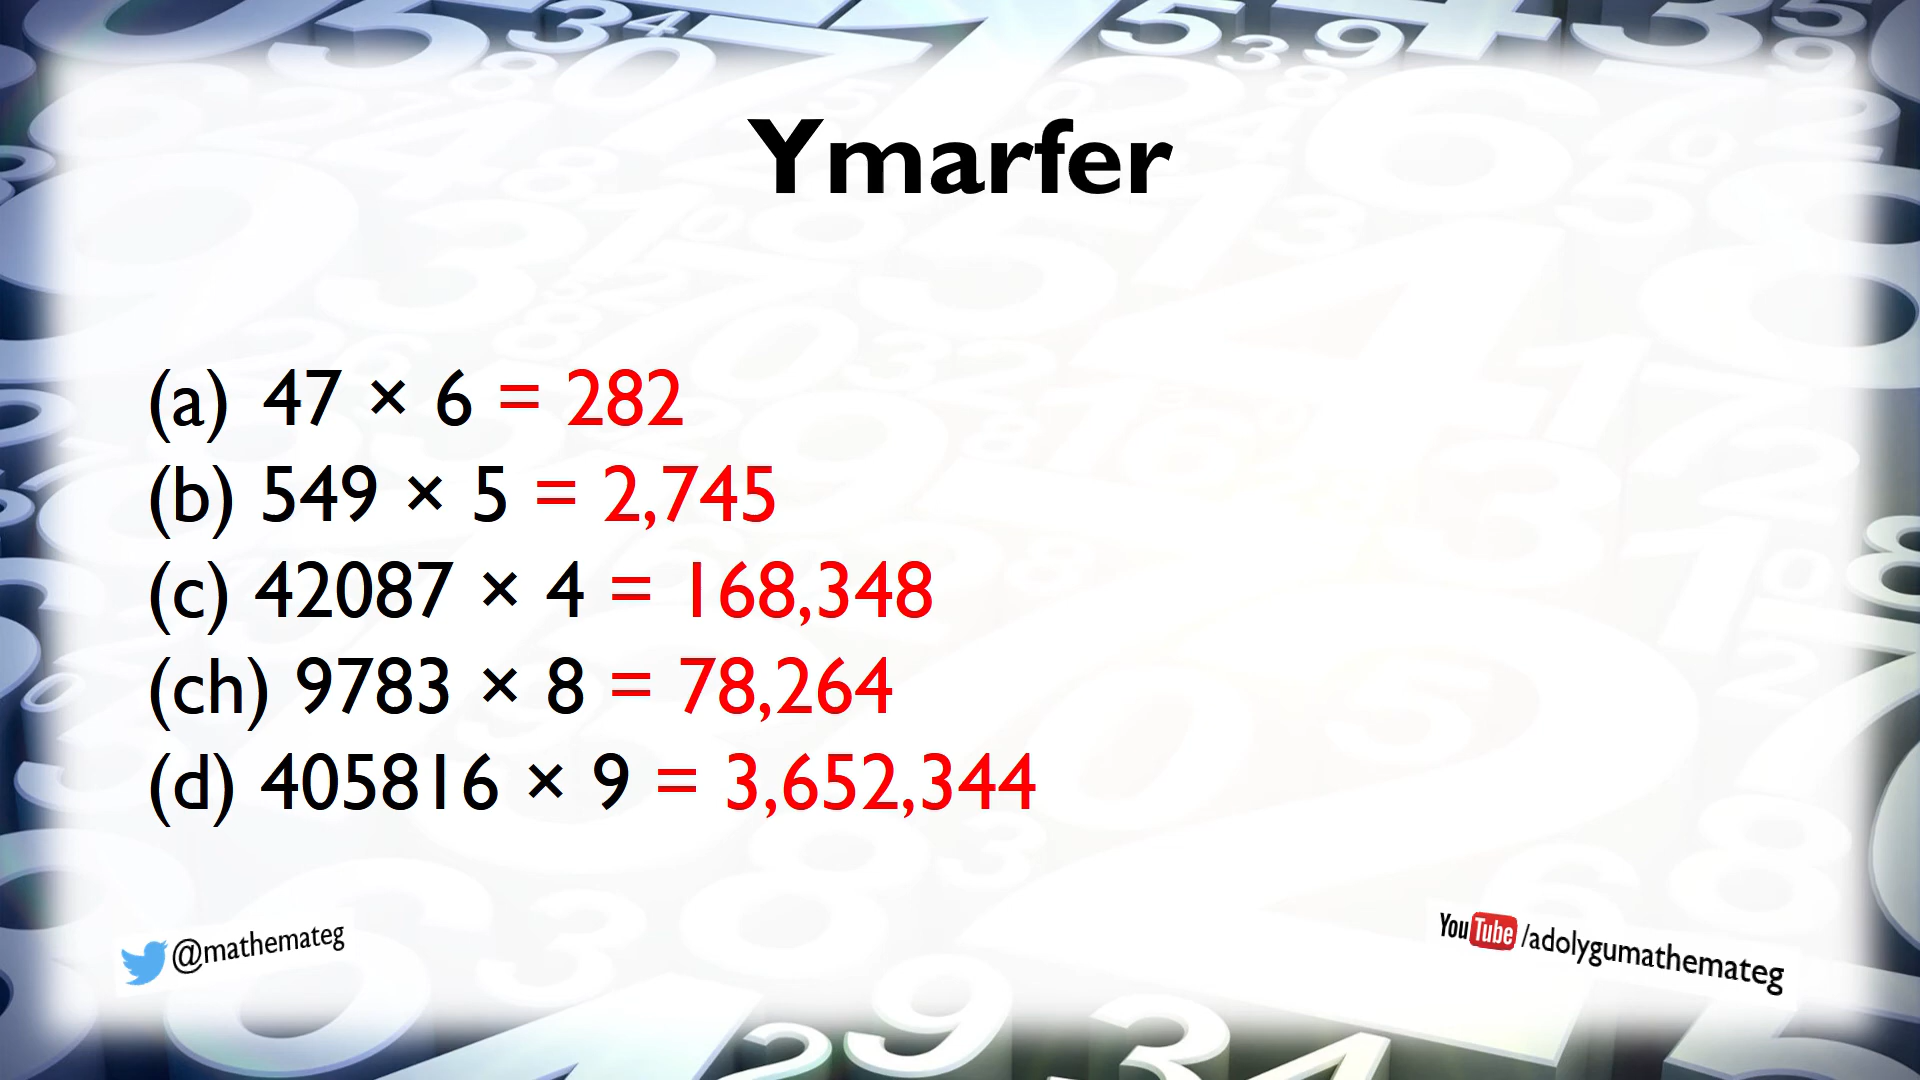 Ymarfer
(a) 47 × 6 = 282
(b) 549 × 5 = 2,745
(c) 42087 × 4 = 168,348
(ch) 9783 × 8 = 78,264
(d) 405816 × 9 = 3,652,344
@mathemateg
YouTube /adolygumathemateg